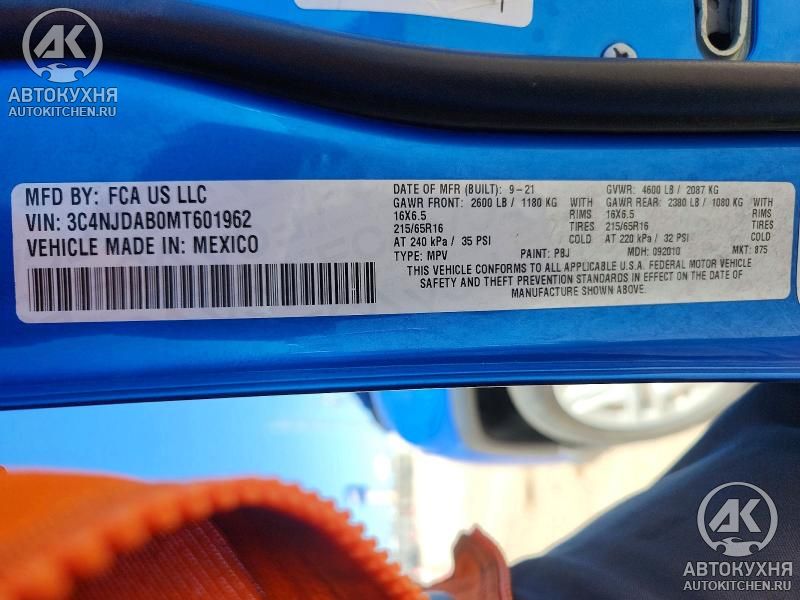 АК
АВТОКУХНЯ
AUTOKITCHEN.RU
MFD BY: FCA US LLC
VIN: 3C4NJDAB0MT601962
VEHICLE MADE IN: MEXICO
DATE OF MFR (BUILT): 9-21 GVWR: 4600 LB / 2087 KG
GAWR FRONT: 2600 LB / 1180 KG WITH GAWR REAR: 2380 LB / 1080 KG WITH
16X6.5 RIMS 16X6.5 RIMS
215/65R16 TIRES 215/65R16 TIRES
AT 240 kPa / 35 PSI AT 220 kPa / 32 PSI
TYPE: MPV PAINT: PBJ MDH: 092010 MKT: 875
THIS VEHICLE CONFORMS TO ALL APPLICABLE U.S.A. FEDERAL MOTOR VEHICLE
SAFETY AND THEFT PREVENTION STANDARDS IN EFFECT ON THE DATE OF
MANUFACTURE SHOWN ABOVE.
АК
АВТОКУХНЯ
AUTOKITCHEN.RU